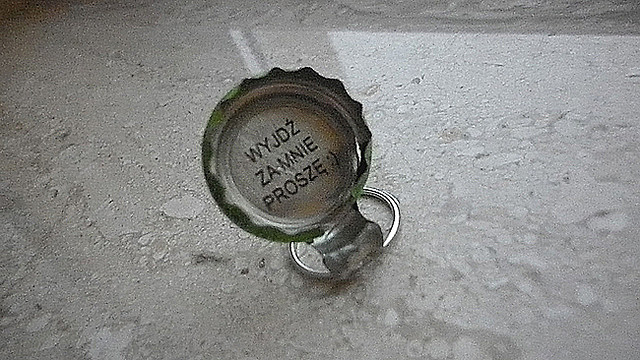 WYJDŹ
ZA MNIE
PROSZĘ :)